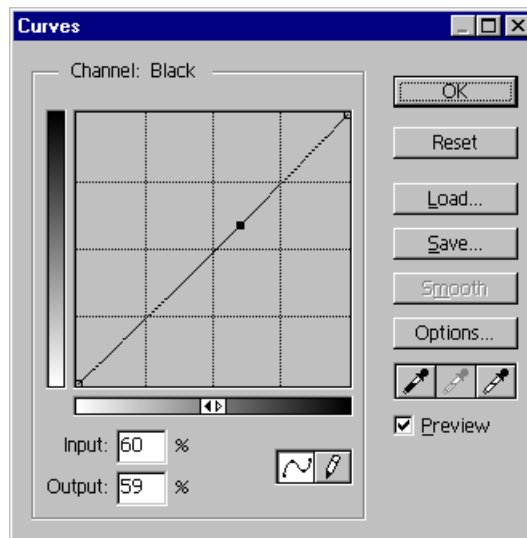 Curves
Channel: Black
OK
Reset
Load...
Save...
Smooth
Options...
Preview
Input: 60 %
Output: 59 %